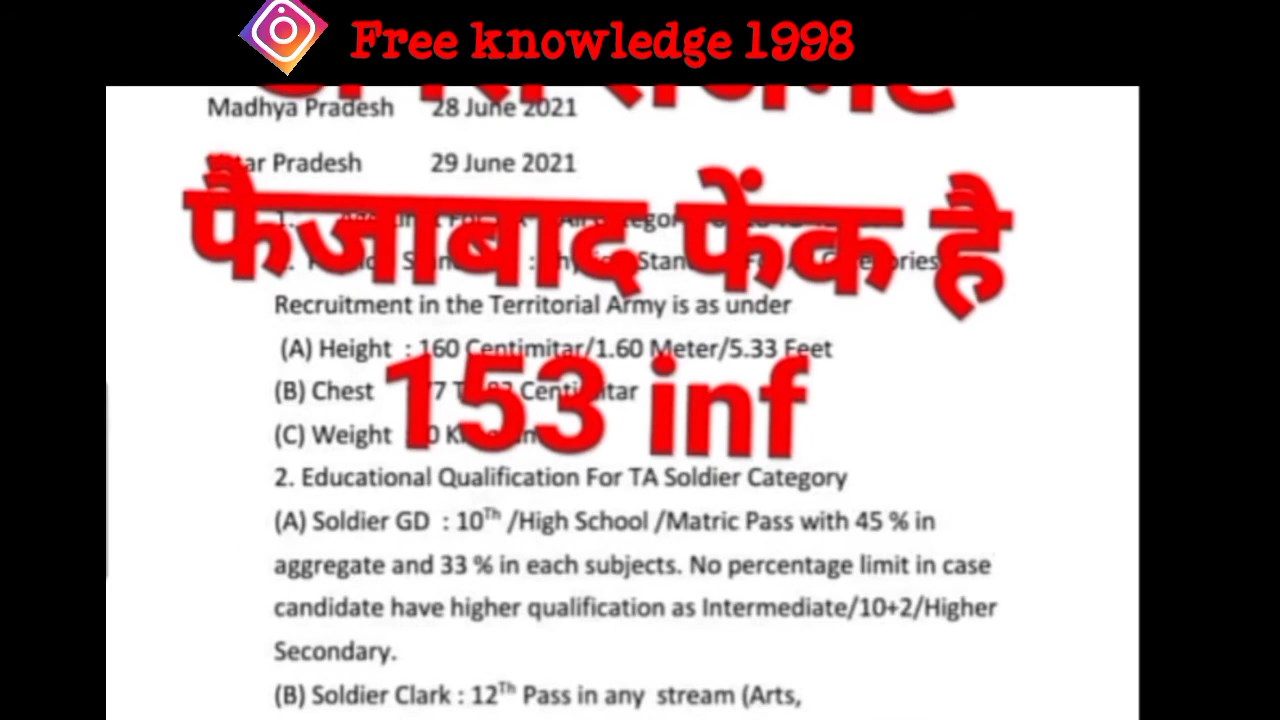 Free knowledge 1998
Madhya Pradesh 28 June 2021
Pradesh 29 June 2021
फैजाबाद फेंक है
Recruitment in the Territorial Army is as under
(A) Height : 160 Centimitar/1.60 Meter/5.33 Feet
(B) Chest
153 inf
(C) Weight
2. Educational Qualification For TA Soldier Category
(A) Soldier GD : 10Th /High School /Matric Pass with 45 % in
aggregate and 33 % in each subjects. No percentage limit in case
candidate have higher qualification as Intermediate/10+2/Higher
Secondary.
(B) Soldier Clark : 12Th Pass in any stream (Arts,